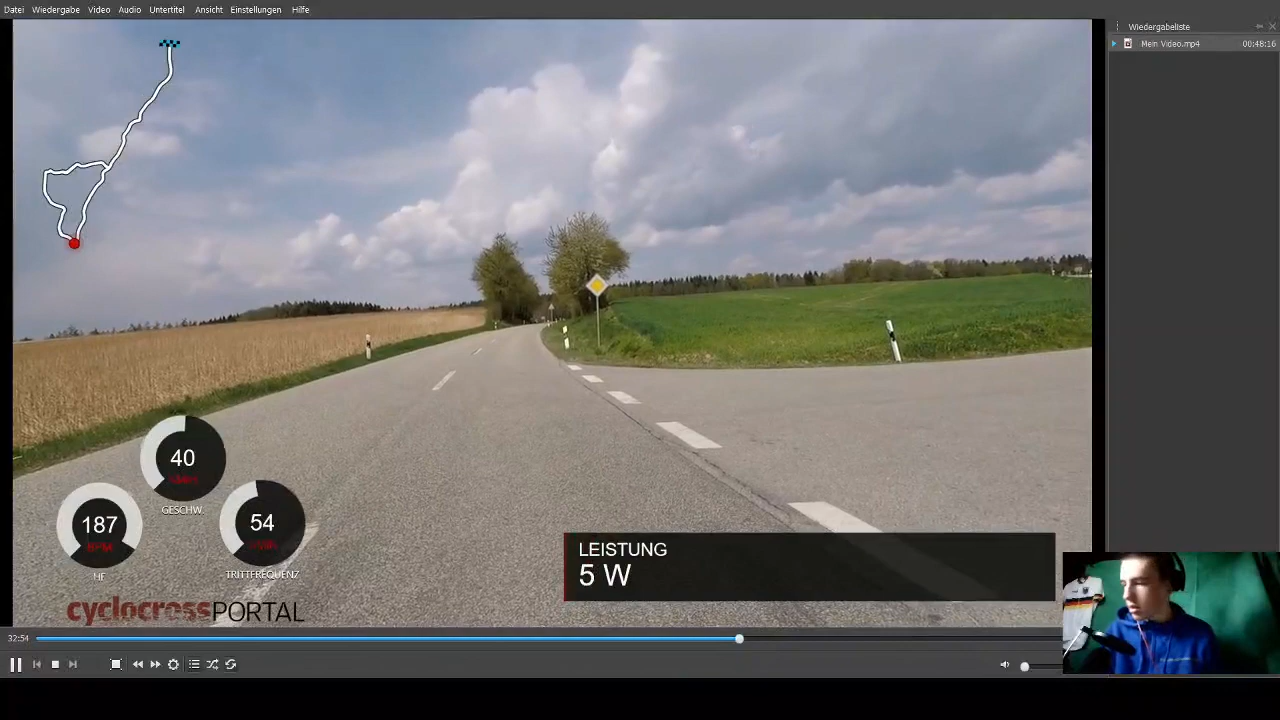 Datei Wiedergabe Video Audio Untertitel Ansicht Einstellungen Hilfe
Wiedergabeliste
Mein Video.mp4 00:48:16
40
GESCHW.
187
BPM
HF
54
TRITTFREQUENZ
LEISTUNG
5 W
cyclocrossPORTAL
32:54